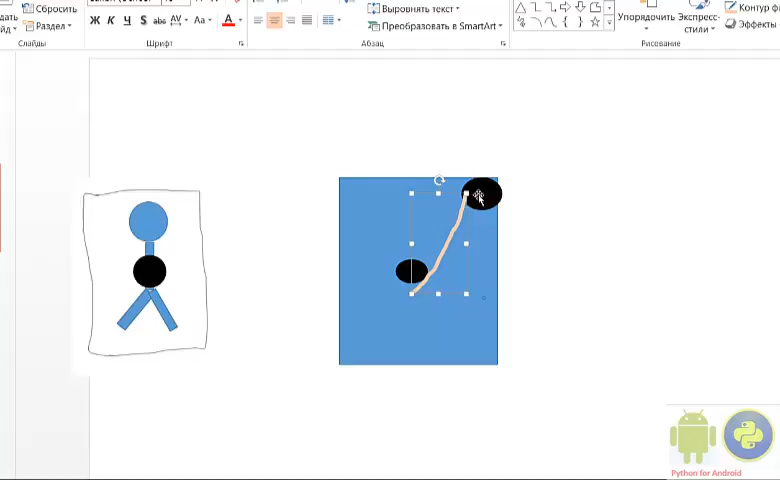 Сбросить
Выровнять текст
Упорядочить
Экспресс-
стили
Контур ф
Эффекты
Раздел
Ж К Ч S abc AV Aa A
Преобразовать в SmartArt
Слайды
Шрифт
Абзац
Рисование
Python for Android